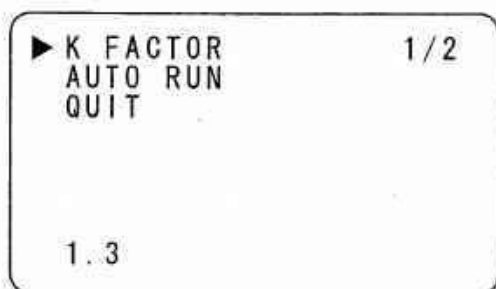 ▶ K FACTOR 1/2
AUTO RUN
QUIT
1.3